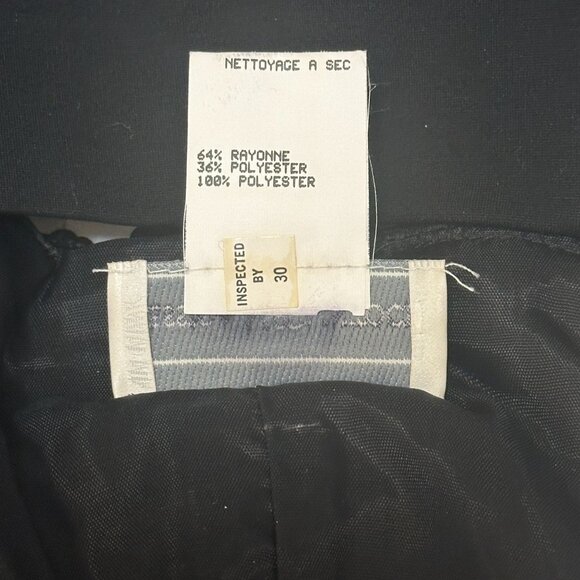 NETTOYAGE A SEC
64% RAYONNE
36% POLYESTER
100% POLYESTER
INSPECTED
BY
30